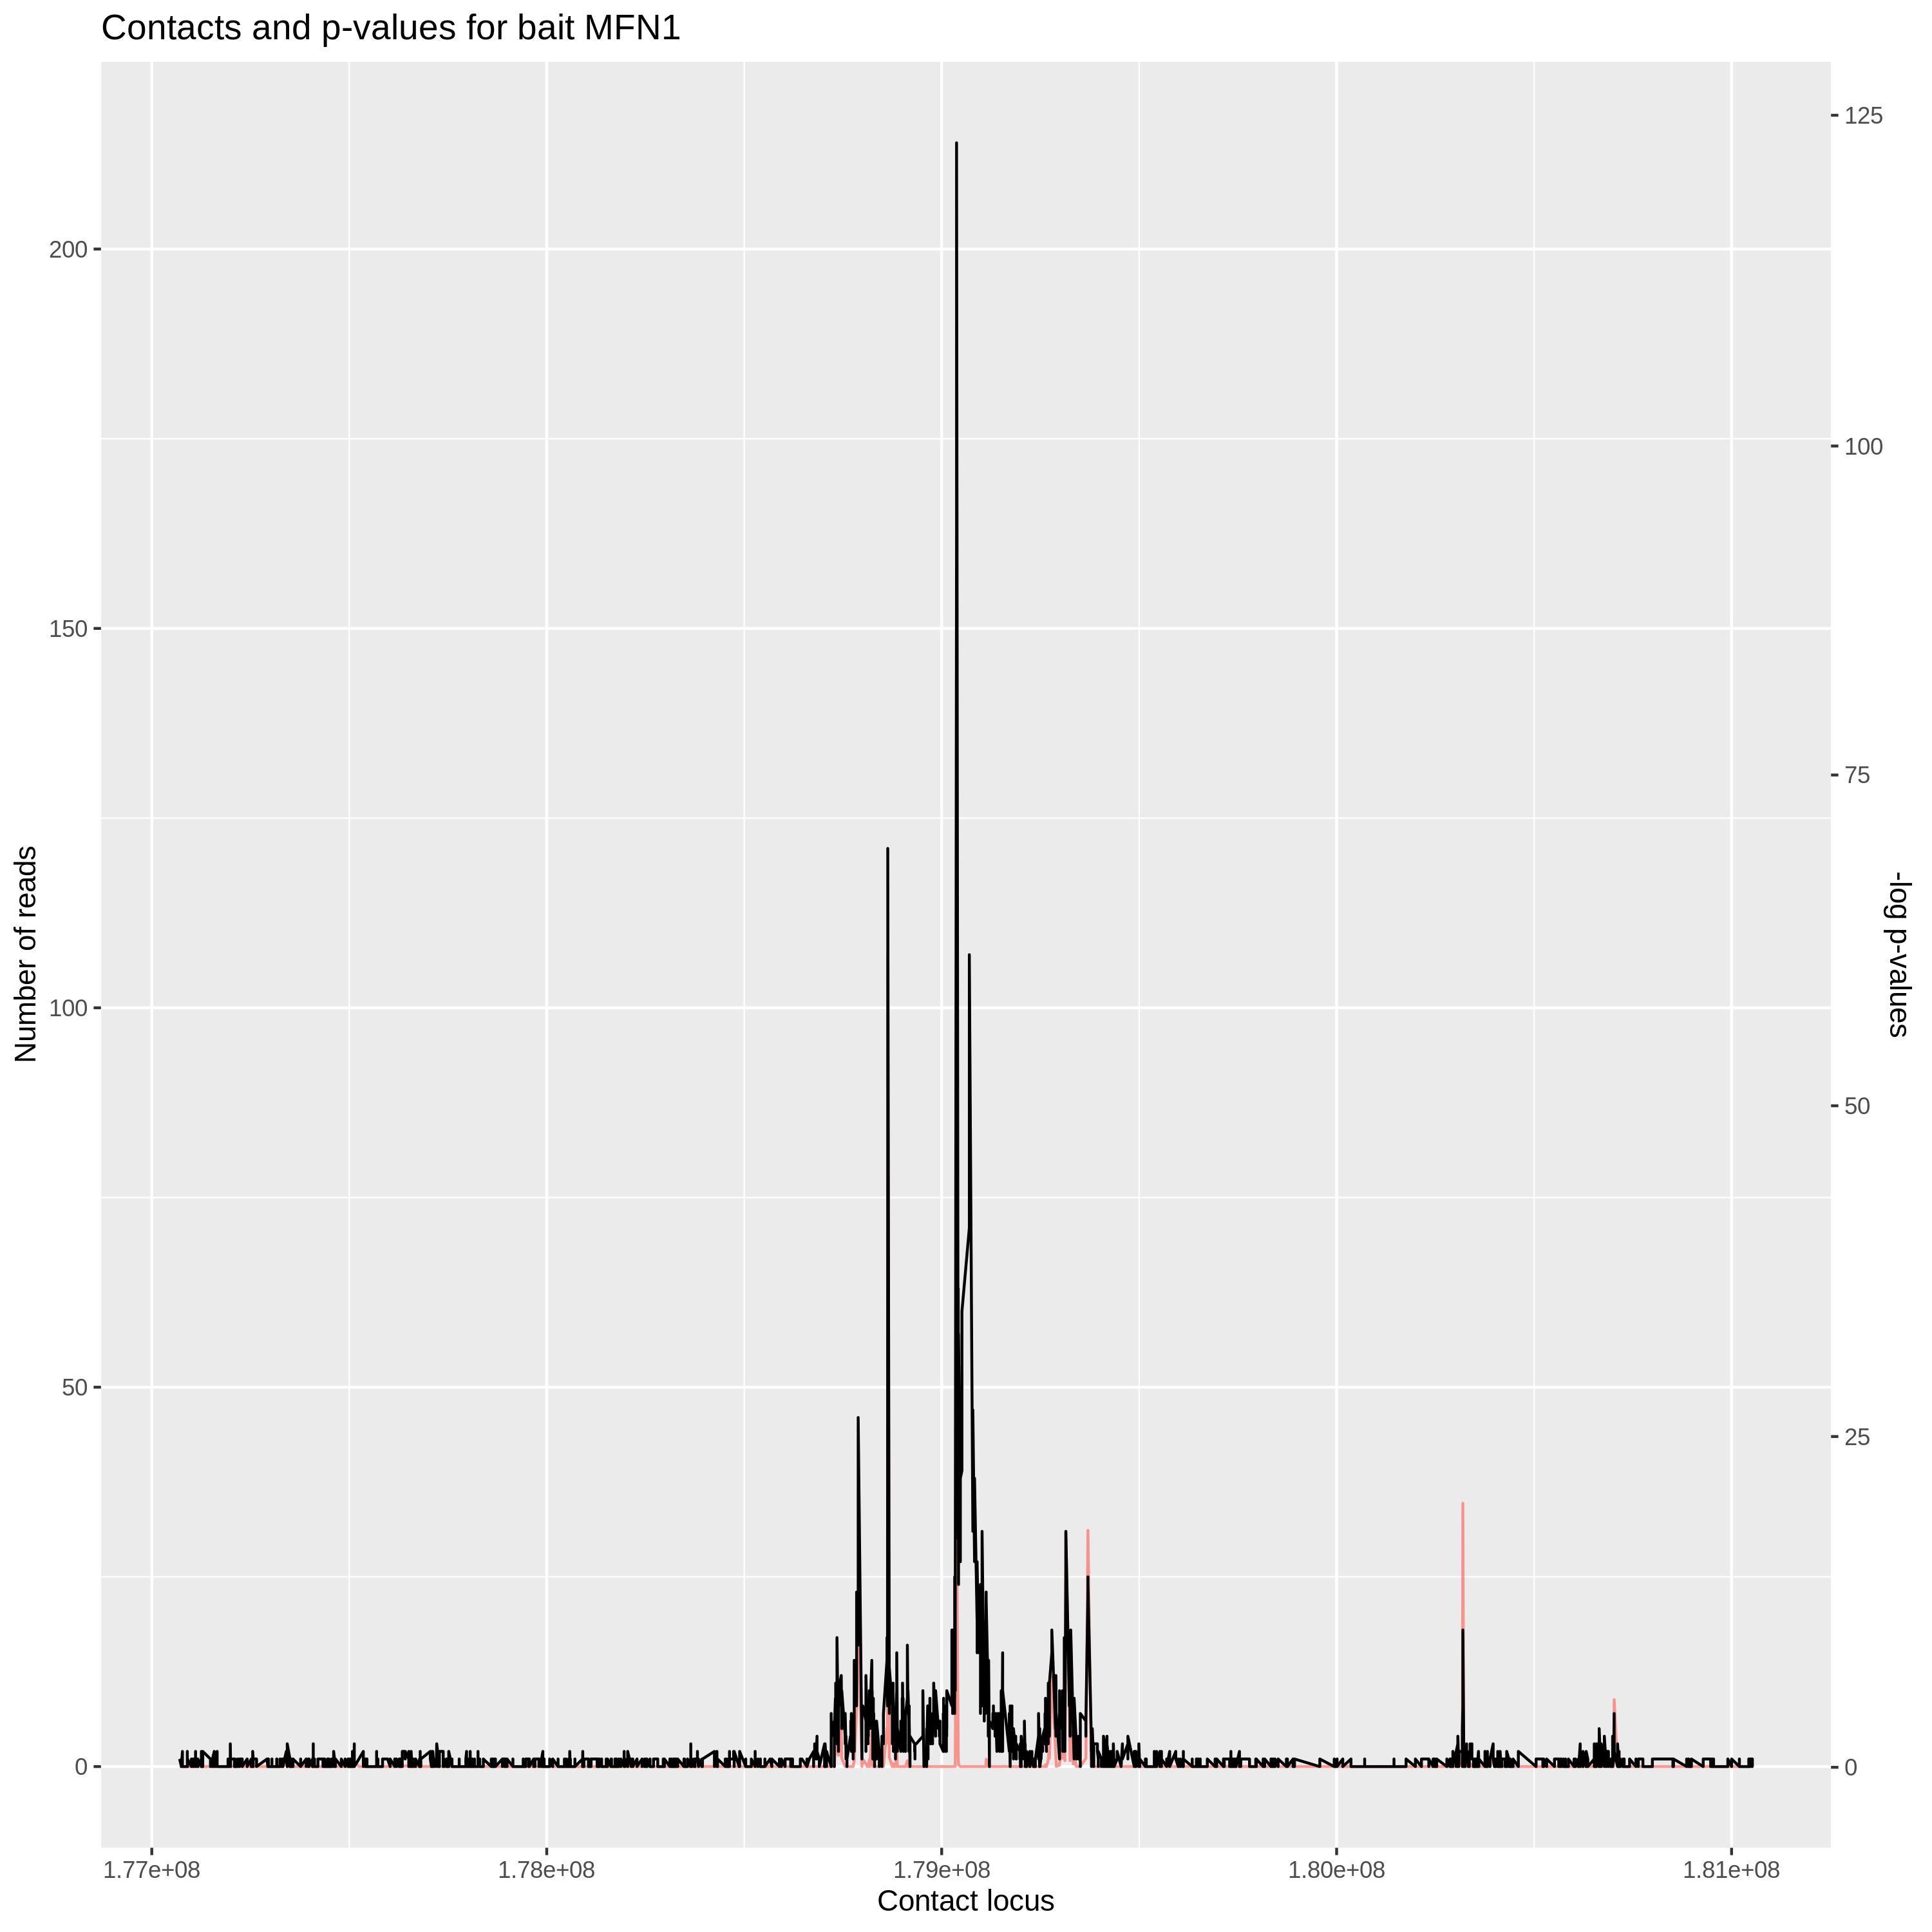 Contacts and p-values for bait MFN1
Number of reads
200
150
100
50
0
125
100
75
50
25
0
-log p-values
1.77e+08 1.78e+08 1.79e+08 1.80e+08 1.81e+08
Contact locus